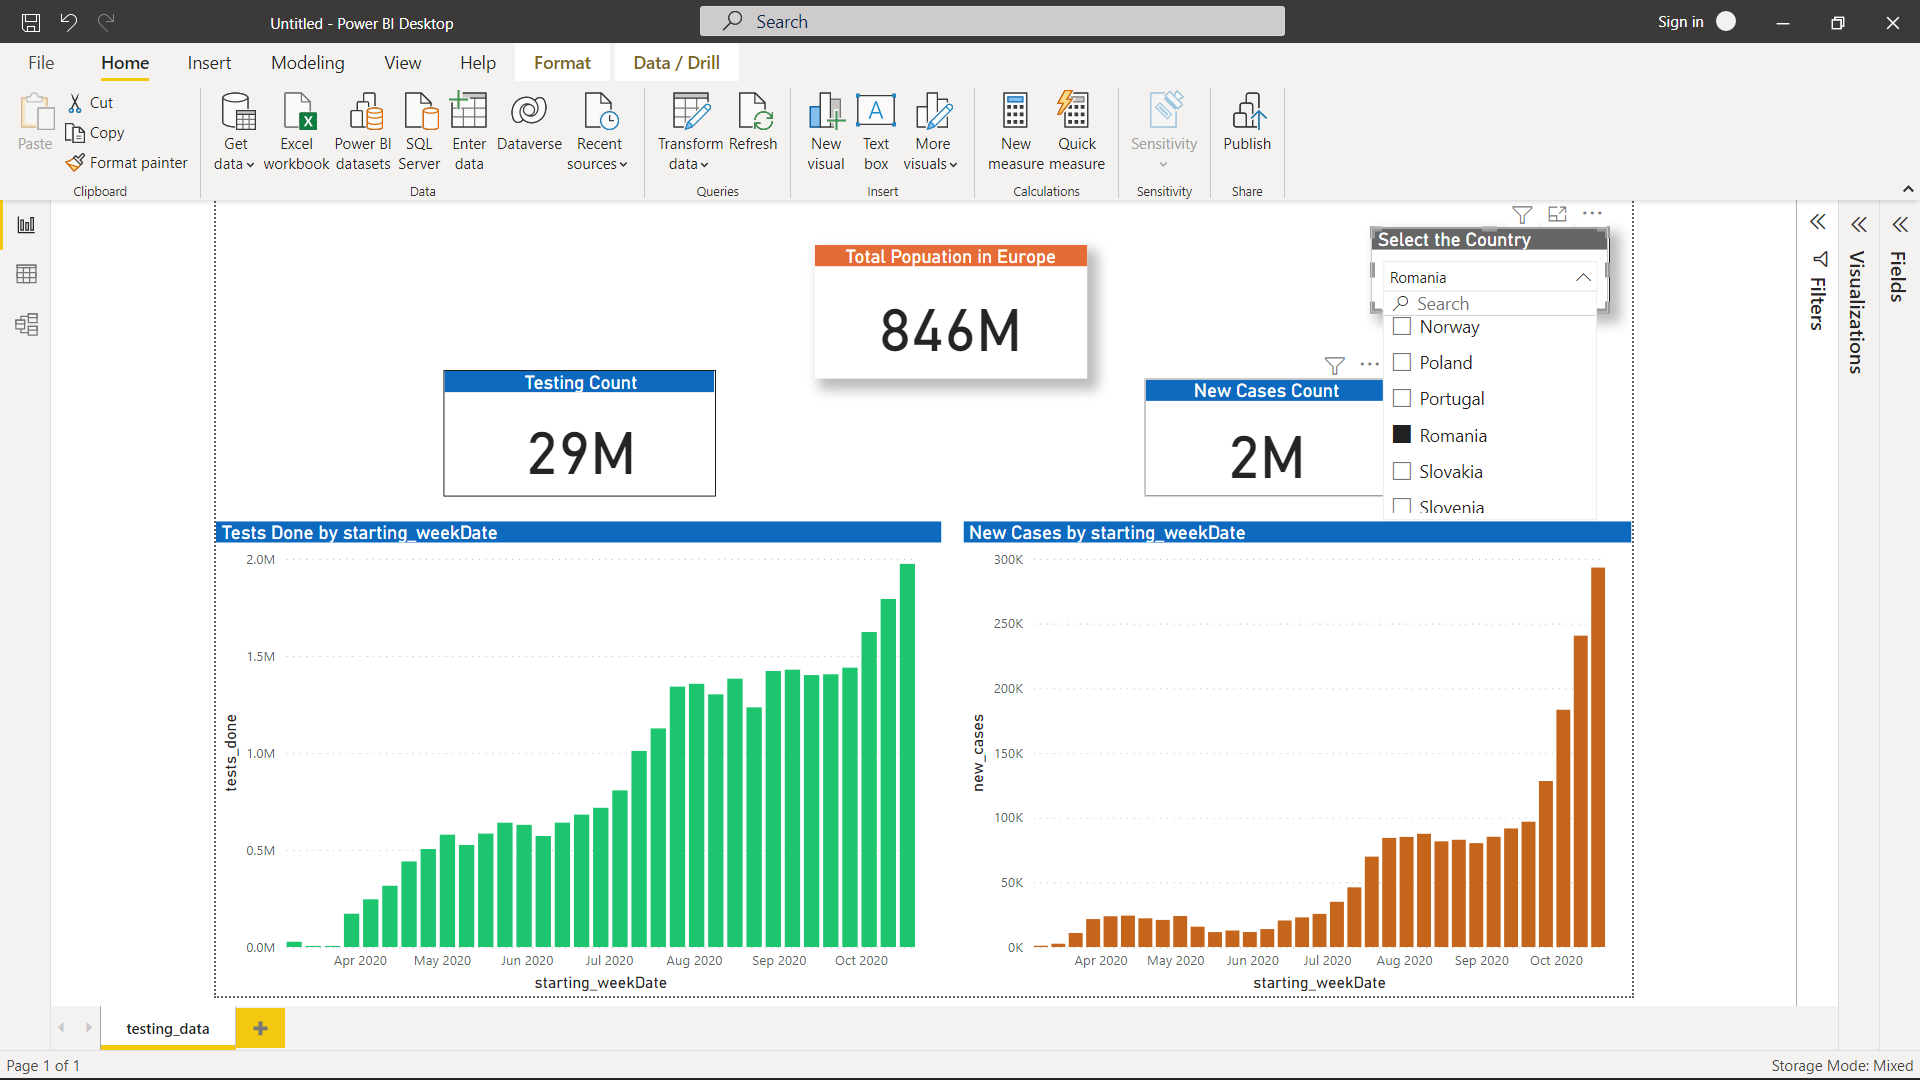 Untitled - Power BI Desktop
Search
Sign in
File
Home
Insert
Modeling
View
Help
Format
Data / Drill
Paste
Cut
Copy
Format painter
Clipboard
Get data
Excel workbook
Power BI datasets
SQL Server
Enter data
Dataverse
Recent sources
Data
Transform data
Refresh
Queries
New visual
Text box
More visuals
Insert
New measure
Quick measure
Calculations
Sensitivity
Sensitivity
Publish
Share
Total Popuation in Europe
846M
Select the Country
Romania
Search
Norway
Poland
Portugal
Romania
Slovakia
Slovenia
Testing Count
29M
New Cases Count
2M
Filters
Visualizations
Fields
Tests Done by starting_weekDate
2.0M
1.5M
1.0M
0.5M
0.0M
tests_done
Apr 2020
May 2020
Jun 2020
Jul 2020
Aug 2020
Sep 2020
Oct 2020
starting_weekDate
New Cases by starting_weekDate
300K
250K
200K
150K
100K
50K
0K
new_cases
Apr 2020
May 2020
Jun 2020
Jul 2020
Aug 2020
Sep 2020
Oct 2020
starting_weekDate
testing_data
Page 1 of 1
Storage Mode: Mixed